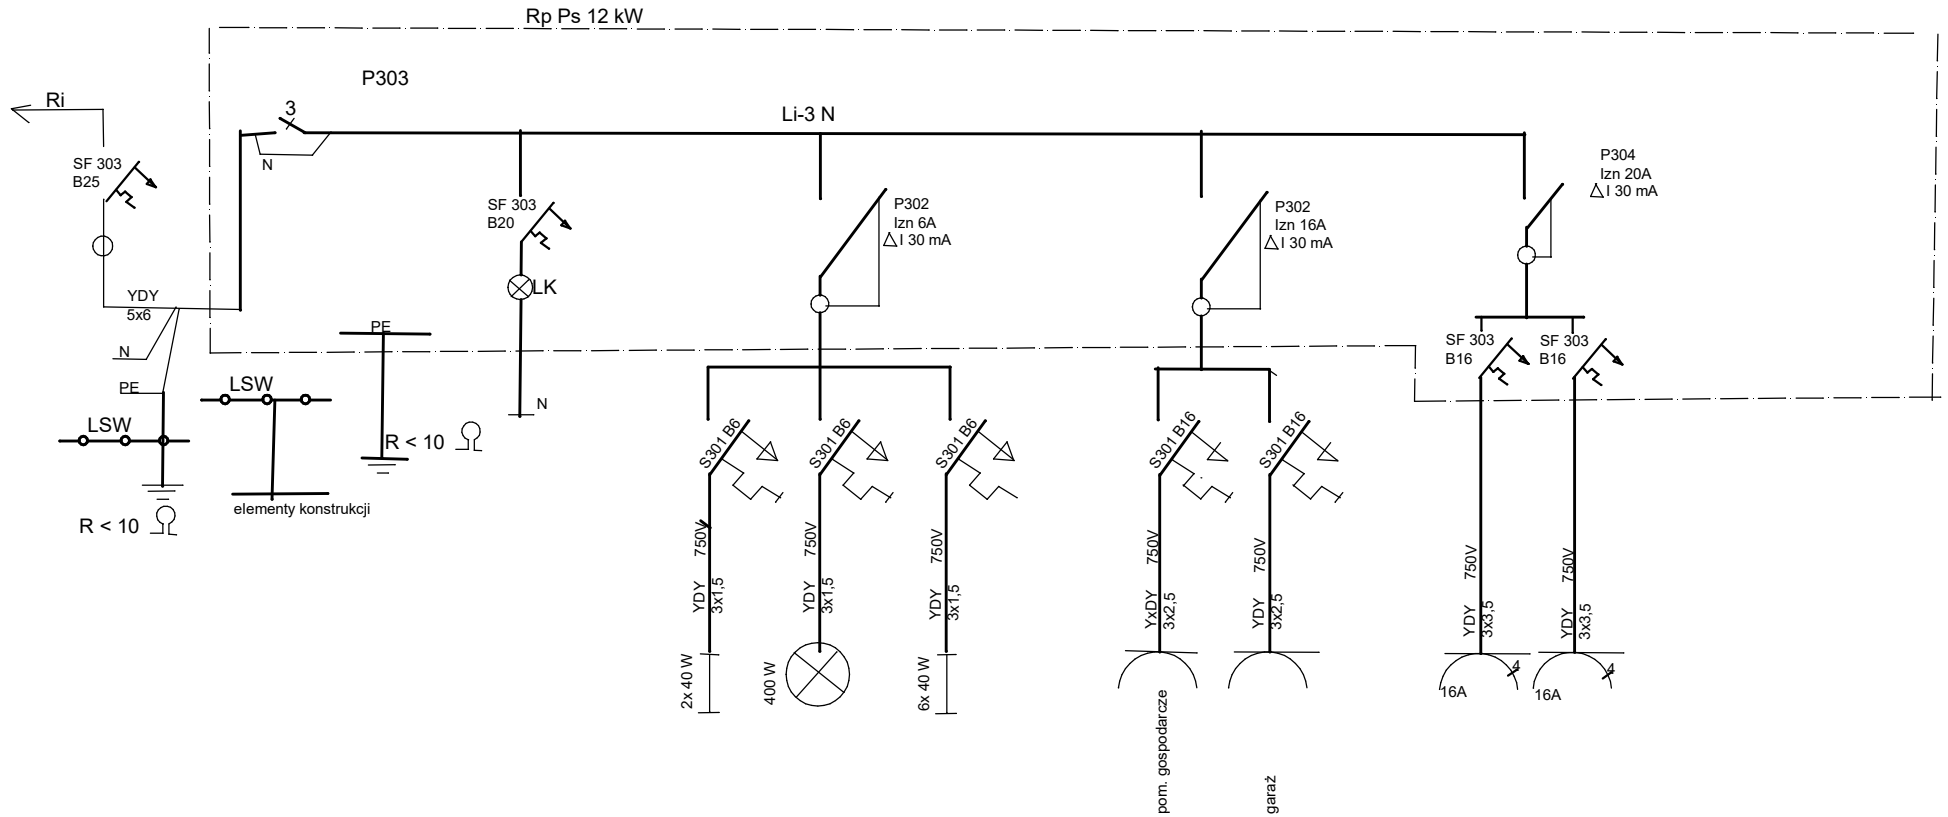 Rp Ps 12 kW
P303
Ri
3
Li-3 N
N
SF 303
B25
P304
Izn 20A
△ I 30 mA
SF 303
B20
P302
Izn 6A
△ I 30 mA
P302
Izn 16A
△ I 30 mA
LK
YDY
5x6
N
PE
PE
SF 303
B16
SF 303
B16
LSW
LSW
N
R < 10 Ω
R < 10 Ω
elementy konstrukcji
S301 B6
S301 B6
S301 B6
S301 B16
S301 B16
750V
YDY
3x1,5
2x 40 W
750V
YDY
3x1,5
400 W
750V
YDY
3x1,5
6x 40 W
750V
YxDY
3x2,5
pom. gospodarcze
750V
YDY
3x2,5
garaż
750V
YDY
3x3,5
4
16A
750V
YDY
3x3,5
4
16A